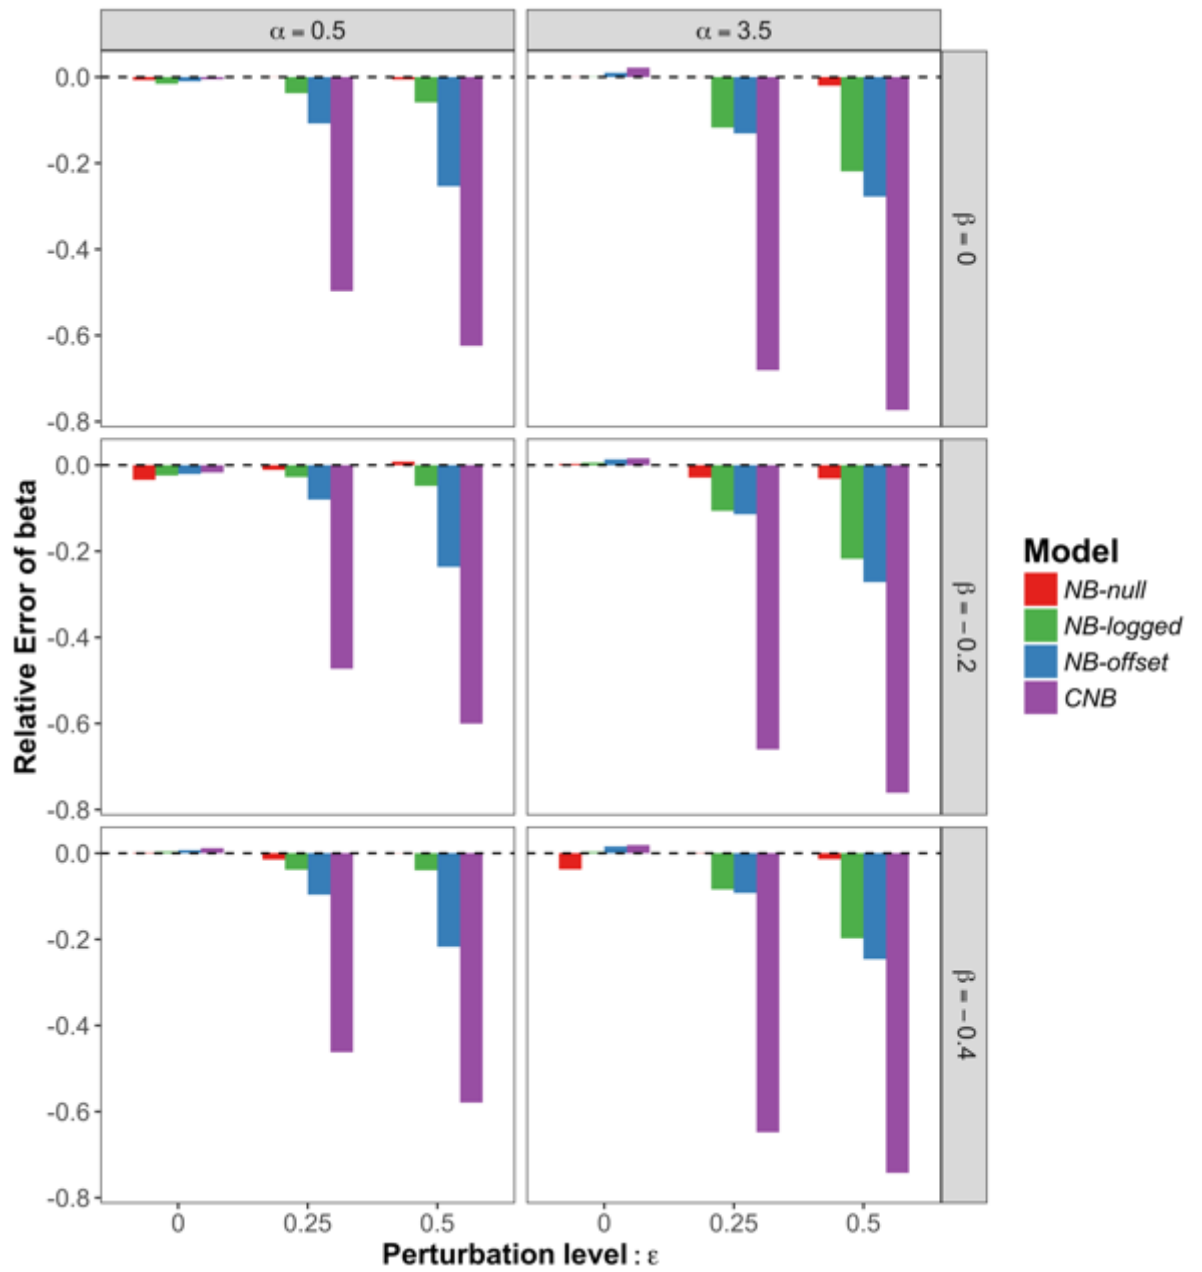 α = 0.5
α = 3.5
0.0
-0.2
-0.4
-0.6
-0.8
β = 0
0.0
-0.2
-0.4
-0.6
-0.8
β = − 0.2
0.0
-0.2
-0.4
-0.6
-0.8
β = − 0.4
Relative Error of beta
0
0.25
0.5
0
0.25
0.5
Perturbation level : ε
Model
NB-null
NB-logged
NB-offset
CNB